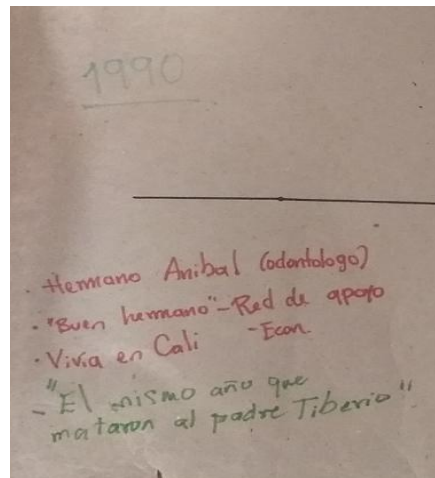 1990
. Hermano Anibal (odontologo)
. "Buen hermano" - Red de apoyo
. Vivia en Cali - Econ.
- "El mismo año que
mataron al padre Tiberio"